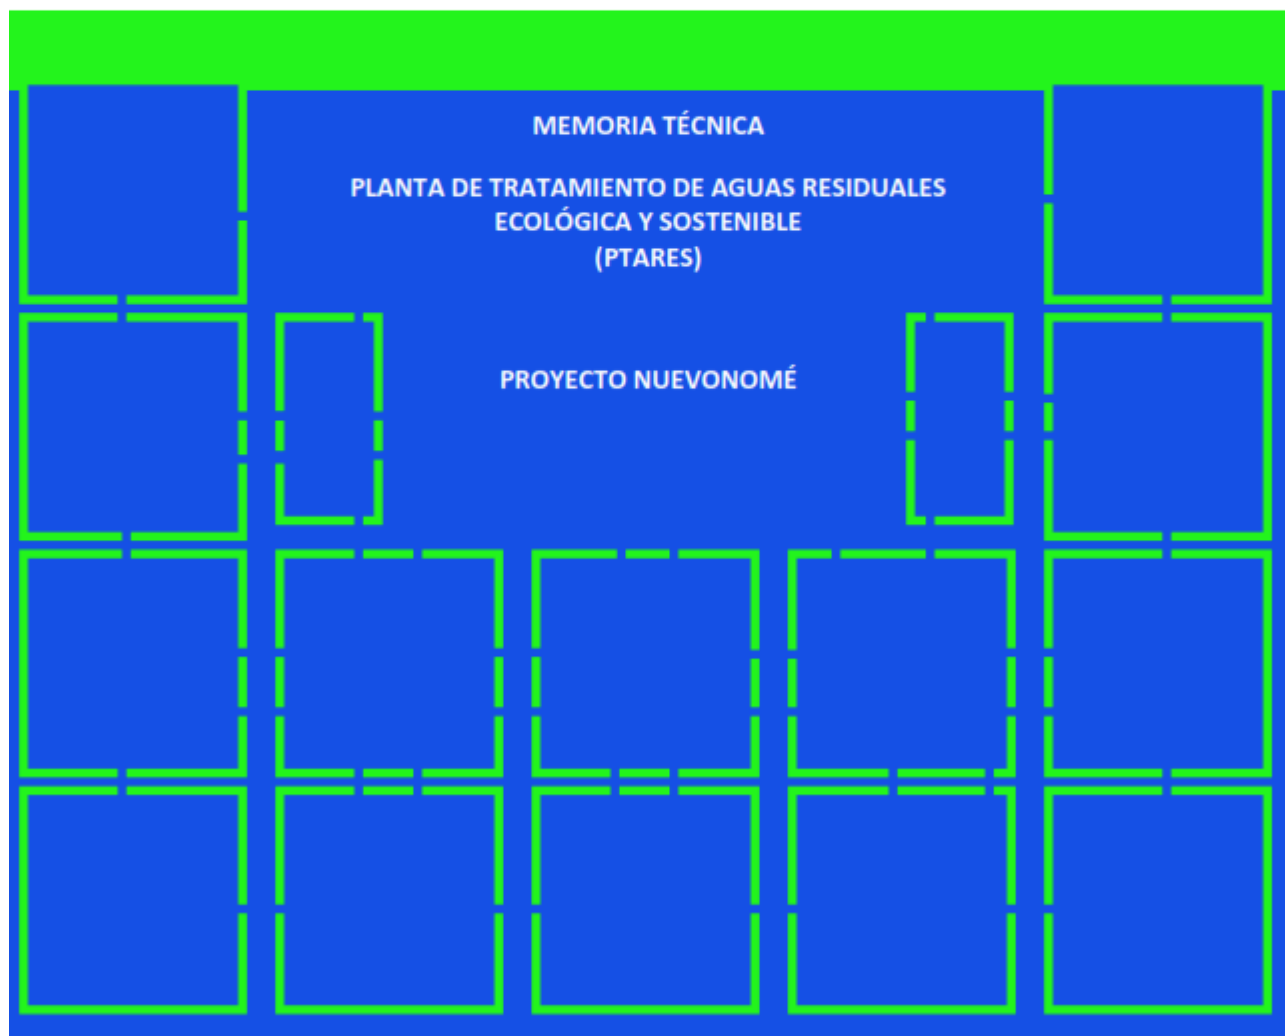 MEMORIA TÉCNICA
PLANTA DE TRATAMIENTO DE AGUAS RESIDUALES
ECOLÓGICA Y SOSTENIBLE
(PTARES)
PROYECTO NUEVONOMÉ